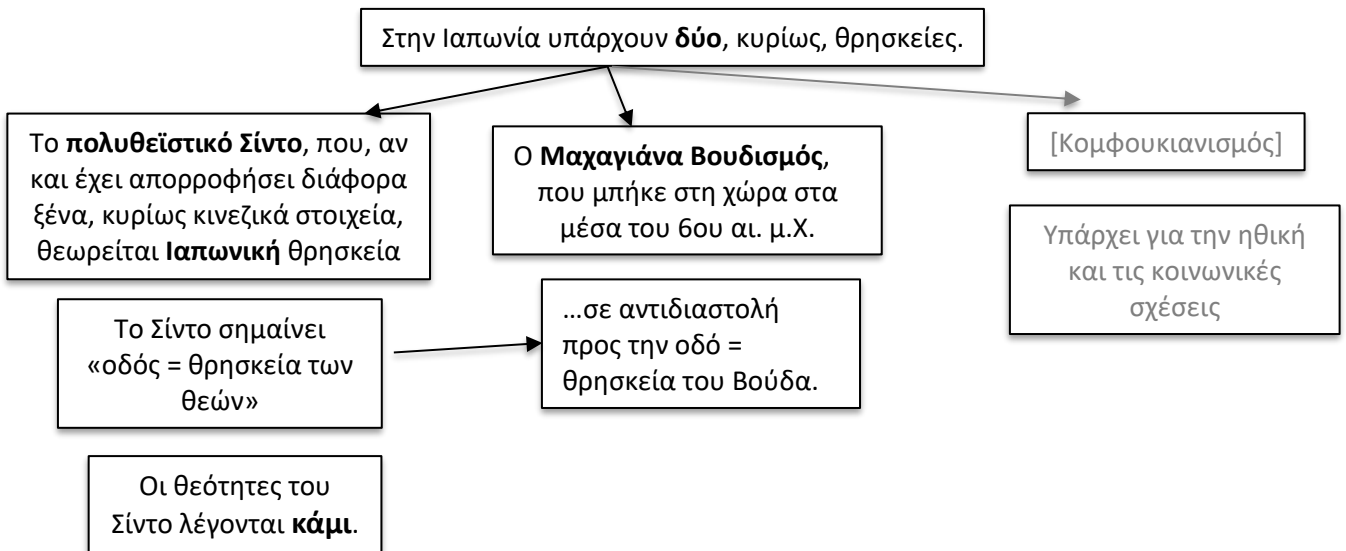 Στην Ιαπωνία υπάρχουν δύο, κυρίως, θρησκείες.
Το πολυθεϊστικό Σίντο, που, αν
και έχει απορροφήσει διάφορα
ξένα, κυρίως κινεζικά στοιχεία,
θεωρείται Ιαπωνική θρησκεία
Ο Μαχαγιάνα Βουδισμός,
που μπήκε στη χώρα στα
μέσα του 6ου αι. μ.Χ.
[Κομφουκιανισμός]
Υπάρχει για την ηθική
και τις κοινωνικές
σχέσεις
Το Σίντο σημαίνει
«οδός = θρησκεία των
θεών»
...σε αντιδιαστολή
προς την οδό =
θρησκεία του Βούδα.
Οι θεότητες του
Σίντο λέγονται κάμι.